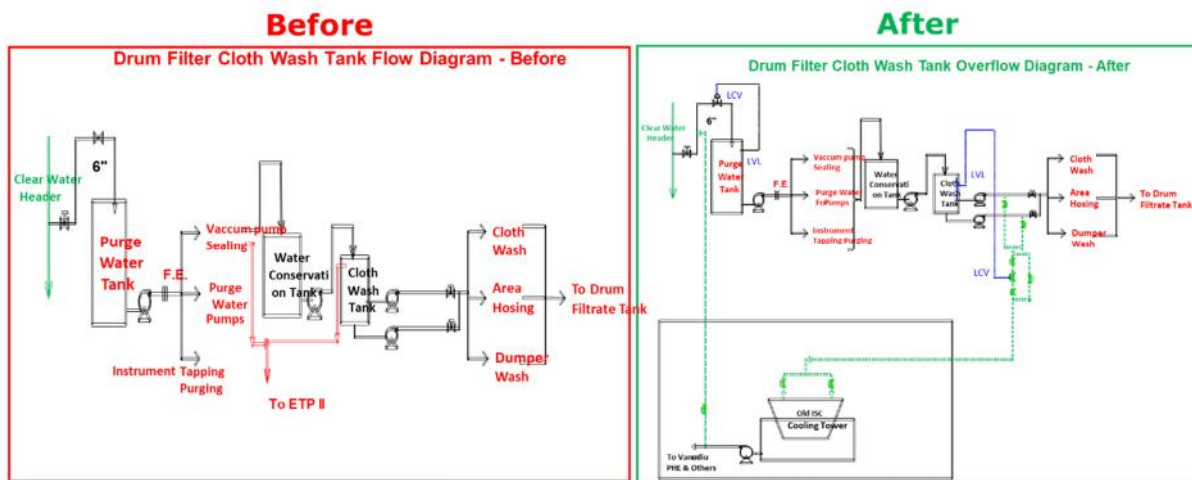 Before
Drum Filter Cloth Wash Tank Flow Diagram - Before
6"
Clear Water
Header
Purge
Water
Tank
F.E.
Vaccum pump
Sealing
Purge
Water
Pumps
Instrument Tapping
Purging
Water
Conservati
on Tank
Cloth
Wash
Tank
To ETP II
Cloth
Wash
Area
Hosing
Dumper
Wash
To Drum
Filtrate Tank
After
Drum Filter Cloth Wash Tank Overflow Diagram - After
LCV
6"
Clear Water
Header
Purge
Water
Tank
LVL
F.E.
Vaccum pump
Sealing
Purge Water
Pumps
Instrument
Tapping Purging
Water
Conservati
on Tank
Cloth
Wash
Tank
LVL
LCV
Cloth
Wash
Area
Hosing
Dumper
Wash
To Drum
Filtrate Tank
Old ISC
Cooling Tower
To
PHE & Others